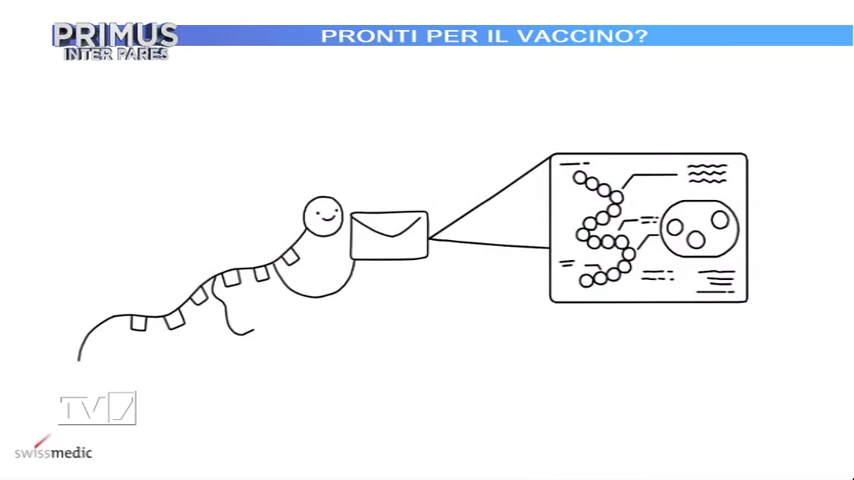 PRIMUS
INTER PARES
PRONTI PER IL VACCINO?
TV7
swissmedic